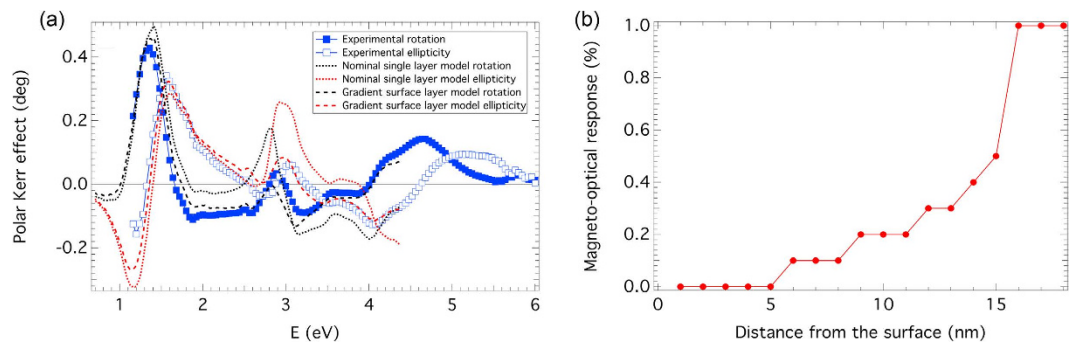 (a)
Polar Kerr effect (deg)
0.4
0.2
0.0
-0.2
Experimental rotation
Experimental ellipticity
Nominal single layer model rotation
Nominal single layer model ellipticity
Gradient surface layer model rotation
Gradient surface layer model ellipticity
1 2 3 4 5 6
E (eV)
(b)
Magneto-optical response (%)
1.0
0.8
0.6
0.4
0.2
0.0
0 5 10 15
Distance from the surface (nm)